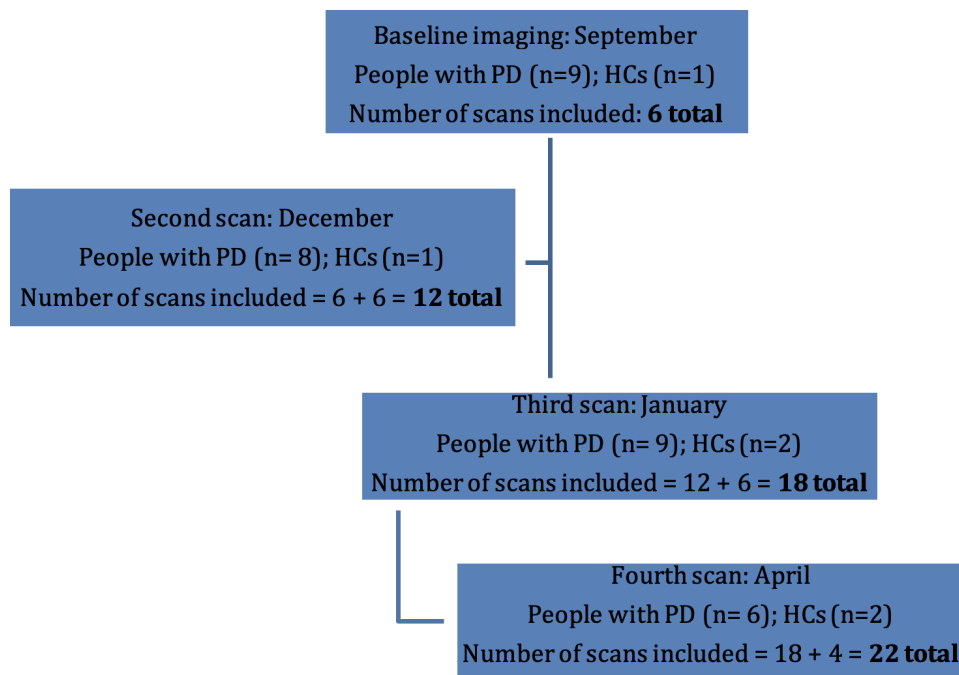 Baseline imaging: September
People with PD (n=9); HCs (n=1)
Number of scans included: 6 total
Second scan: December
People with PD (n= 8); HCs (n=1)
Number of scans included = 6 + 6 = 12 total
Third scan: January
People with PD (n= 9); HCs (n=2)
Number of scans included = 12 + 6 = 18 total
Fourth scan: April
People with PD (n= 6); HCs (n=2)
Number of scans included = 18 + 4 = 22 total